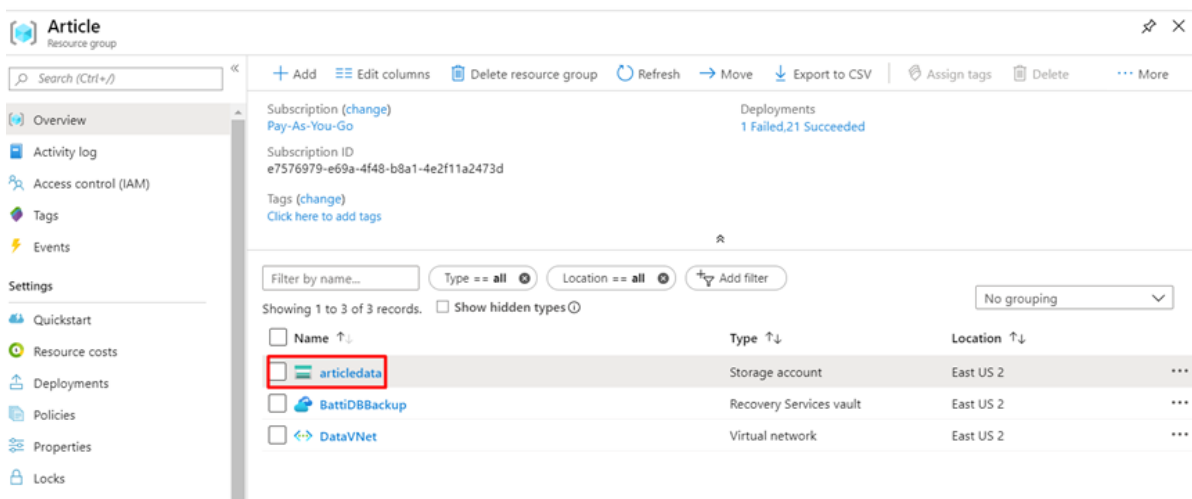 Article
Resource group
Search (Ctrl+/)
Overview
Activity log
Access control (IAM)
Tags
Events
Settings
Quickstart
Resource costs
Deployments
Policies
Properties
Locks
Add Edit columns Delete resource group Refresh Move Export to CSV Assign tags Delete More
Subscription (change)
Pay-As-You-Go
Subscription ID
e7576979-e69a-4f48-b8a1-4e2f11a2473d
Tags (change)
Click here to add tags
Deployments
1 Failed,21 Succeeded
Filter by name... Type == all Location == all Add filter
Showing 1 to 3 of 3 records. Show hidden types
No grouping
Name Type Location
articledata Storage account East US 2
BattiDBBackup Recovery Services vault East US 2
DataVNet Virtual network East US 2